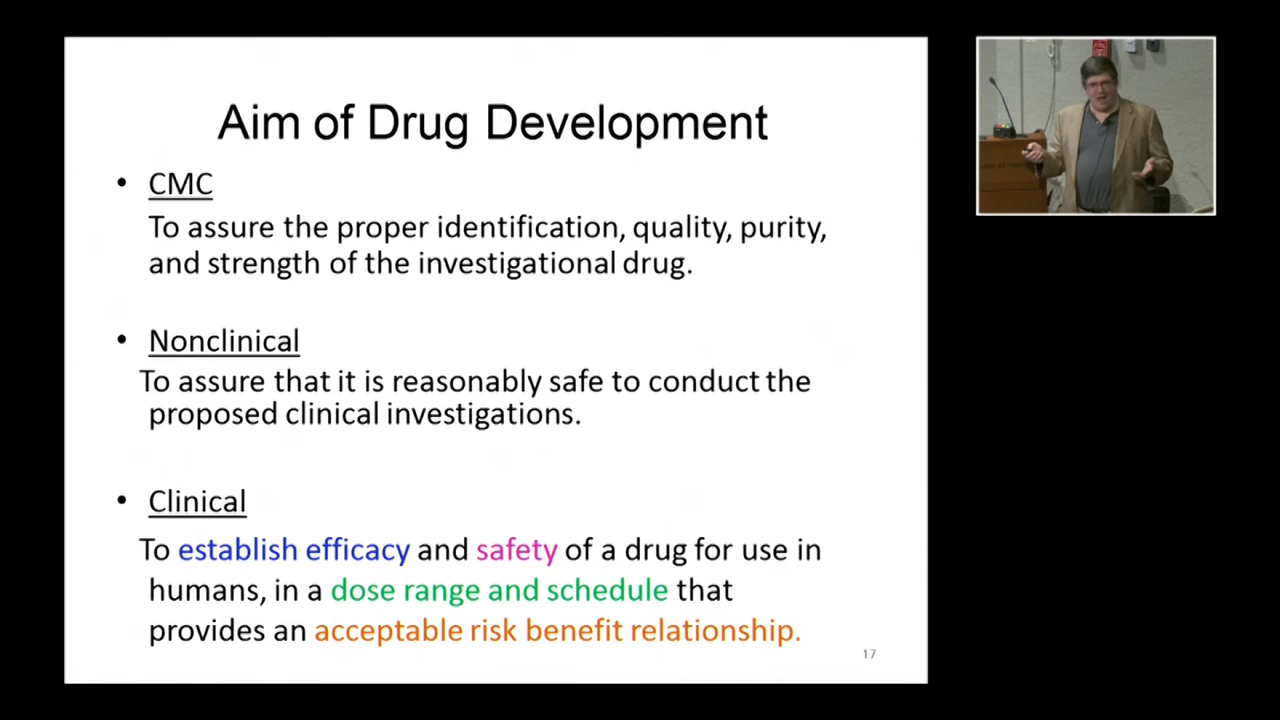 Aim of Drug Development
• CMC
To assure the proper identification, quality, purity,
and strength of the investigational drug.
• Nonclinical
To assure that it is reasonably safe to conduct the
proposed clinical investigations.
• Clinical
To establish efficacy and safety of a drug for use in
humans, in a dose range and schedule that
provides an acceptable risk benefit relationship.
17